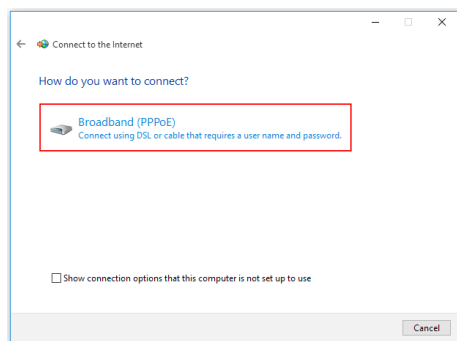 Connect to the Internet
How do you want to connect?
Broadband (PPPoE)
Connect using DSL or cable that requires a user name and password.
Show connection options that this computer is not set up to use
Cancel